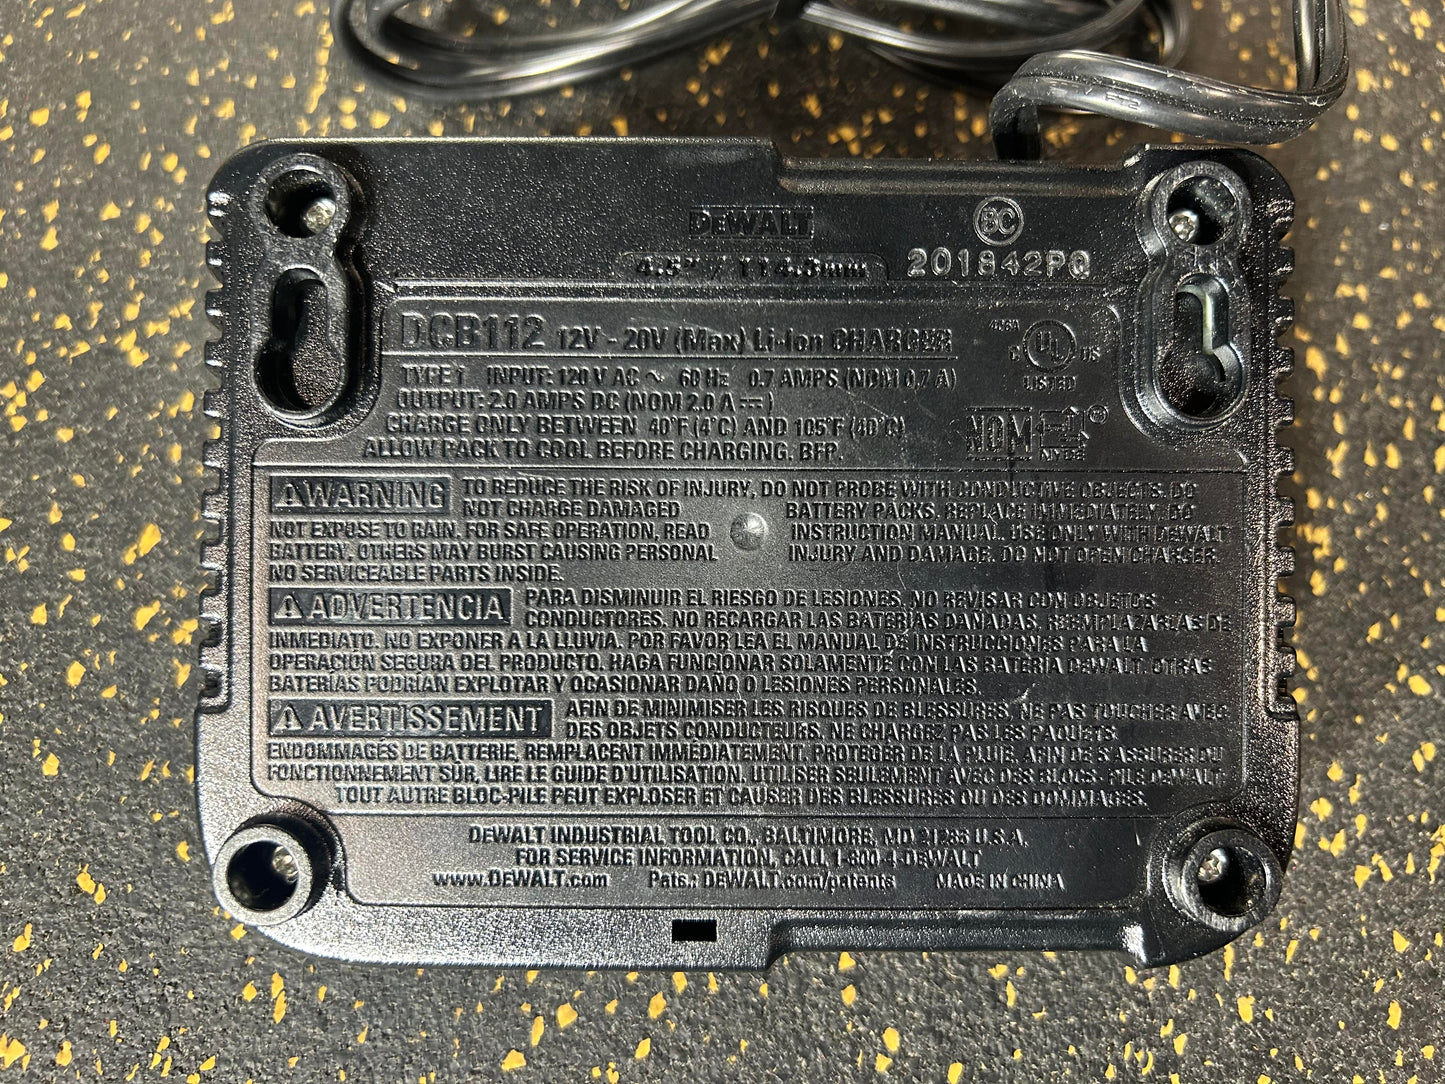 DEWALT
BC
4.5" / 114.3mm
201842PQ
DCB112 12V - 20V (Max) Li-Ion CHARGER
TYPE 1 INPUT: 120 V AC ~ 60 Hz 0.7 AMPS (NOM 0.7 A)
OUTPUT: 2.0 AMPS DC (NOM 2.0 A ⎓)
CHARGE ONLY BETWEEN 40°F (4°C) AND 105°F (40°C)
ALLOW PACK TO COOL BEFORE CHARGING. BFP.
C UL US
LISTED
NOM
NYCE ®
⚠ WARNING TO REDUCE THE RISK OF INJURY, DO NOT PROBE WITH CONDUCTIVE OBJECTS. DO
NOT CHARGE DAMAGED BATTERY PACKS. REPLACE IMMEDIATELY. DO
NOT EXPOSE TO RAIN. FOR SAFE OPERATION, READ INSTRUCTION MANUAL. USE ONLY WITH DEWALT
BATTERY. OTHERS MAY BURST CAUSING PERSONAL INJURY AND DAMAGE. DO NOT OPEN CHARGER.
NO SERVICEABLE PARTS INSIDE.
⚠ ADVERTENCIA PARA DISMINUIR EL RIESGO DE LESIONES, NO REVISAR CON OBJETOS
CONDUCTORES. NO RECARGAR LAS BATERÍAS DAÑADAS. REEMPLAZARLAS DE
INMEDIATO. NO EXPONER A LA LLUVIA. POR FAVOR LEA EL MANUAL DE INSTRUCCIONES PARA LA
OPERACION SEGURA DEL PRODUCTO. HAGA FUNCIONAR SOLAMENTE CON LAS BATERÍA DEWALT. OTRAS
BATERÍAS PODRÍAN EXPLOTAR Y OCASIONAR DAÑO O LESIONES PERSONALES.
⚠ AVERTISSEMENT AFIN DE MINIMISER LES RISQUES DE BLESSURES, NE PAS TOUCHER AVEC
DES OBJETS CONDUCTEURS. NE CHARGEZ PAS LES PAQUETS
ENDOMMAGÉS DE BATTERIE, REMPLACENT IMMÉDIATEMENT. PROTEGER DE LA PLUIE. AFIN DE S'ASSURER DU
FONCTIONNEMENT SÛR, LIRE LE GUIDE D'UTILISATION. UTILISER SEULEMENT AVEC DES BLOCS- PILE DEWALT.
TOUT AUTRE BLOC-PILE PEUT EXPLOSER ET CAUSER DES BLESSURES OU DES DOMMAGES.
DEWALT INDUSTRIAL TOOL CO., BALTIMORE, MD 21286 U.S.A.
FOR SERVICE INFORMATION, CALL 1-800-4-DEWALT
www.DEWALT.com Pats.: DEWALT.com/patents MADE IN CHINA